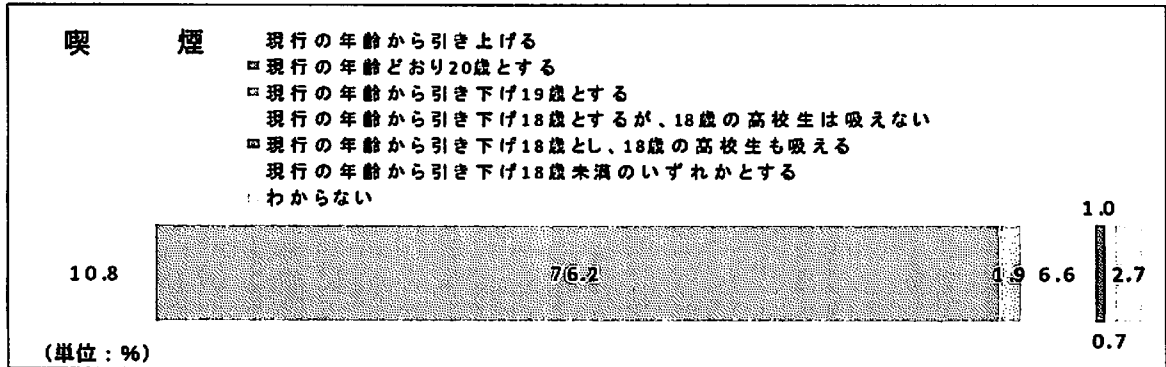 喫 煙
現行の年齢から引き上げる
現行の年齢どおり20歳とする
現行の年齢から引き下げ19歳とする
現行の年齢から引き下げ18歳とするが、18歳の高校生は吸えない
現行の年齢から引き下げ18歳とし、18歳の高校生も吸える
現行の年齢から引き下げ18歳未満のいずれかとする
わからない
1.0
10.8 76.2 1.9 6.6 2.7
0.7
(単位：%)